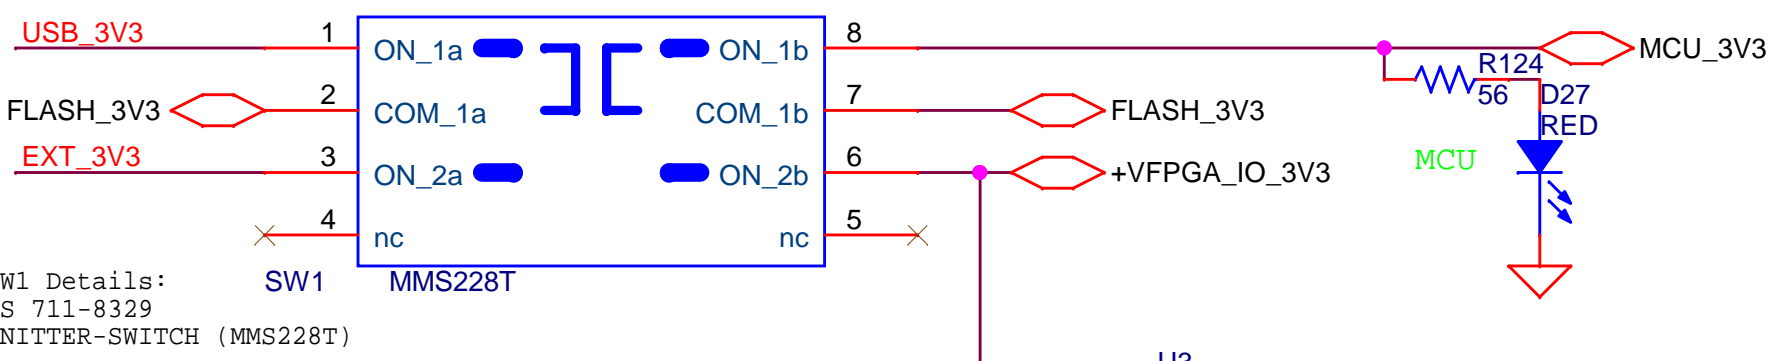 USB_3V3
1
ON_1a
ON_1b
8
MCU_3V3
R124
56
D27
RED
FLASH_3V3
2
COM_1a
COM_1b
7
FLASH_3V3
EXT_3V3
3
ON_2a
ON_2b
6
+VFPGA_IO_3V3
MCU
4
nc
nc
5
W1 Details:
SW1
MMS228T
S 711-8329
NITTER-SWITCH (MMS228T)